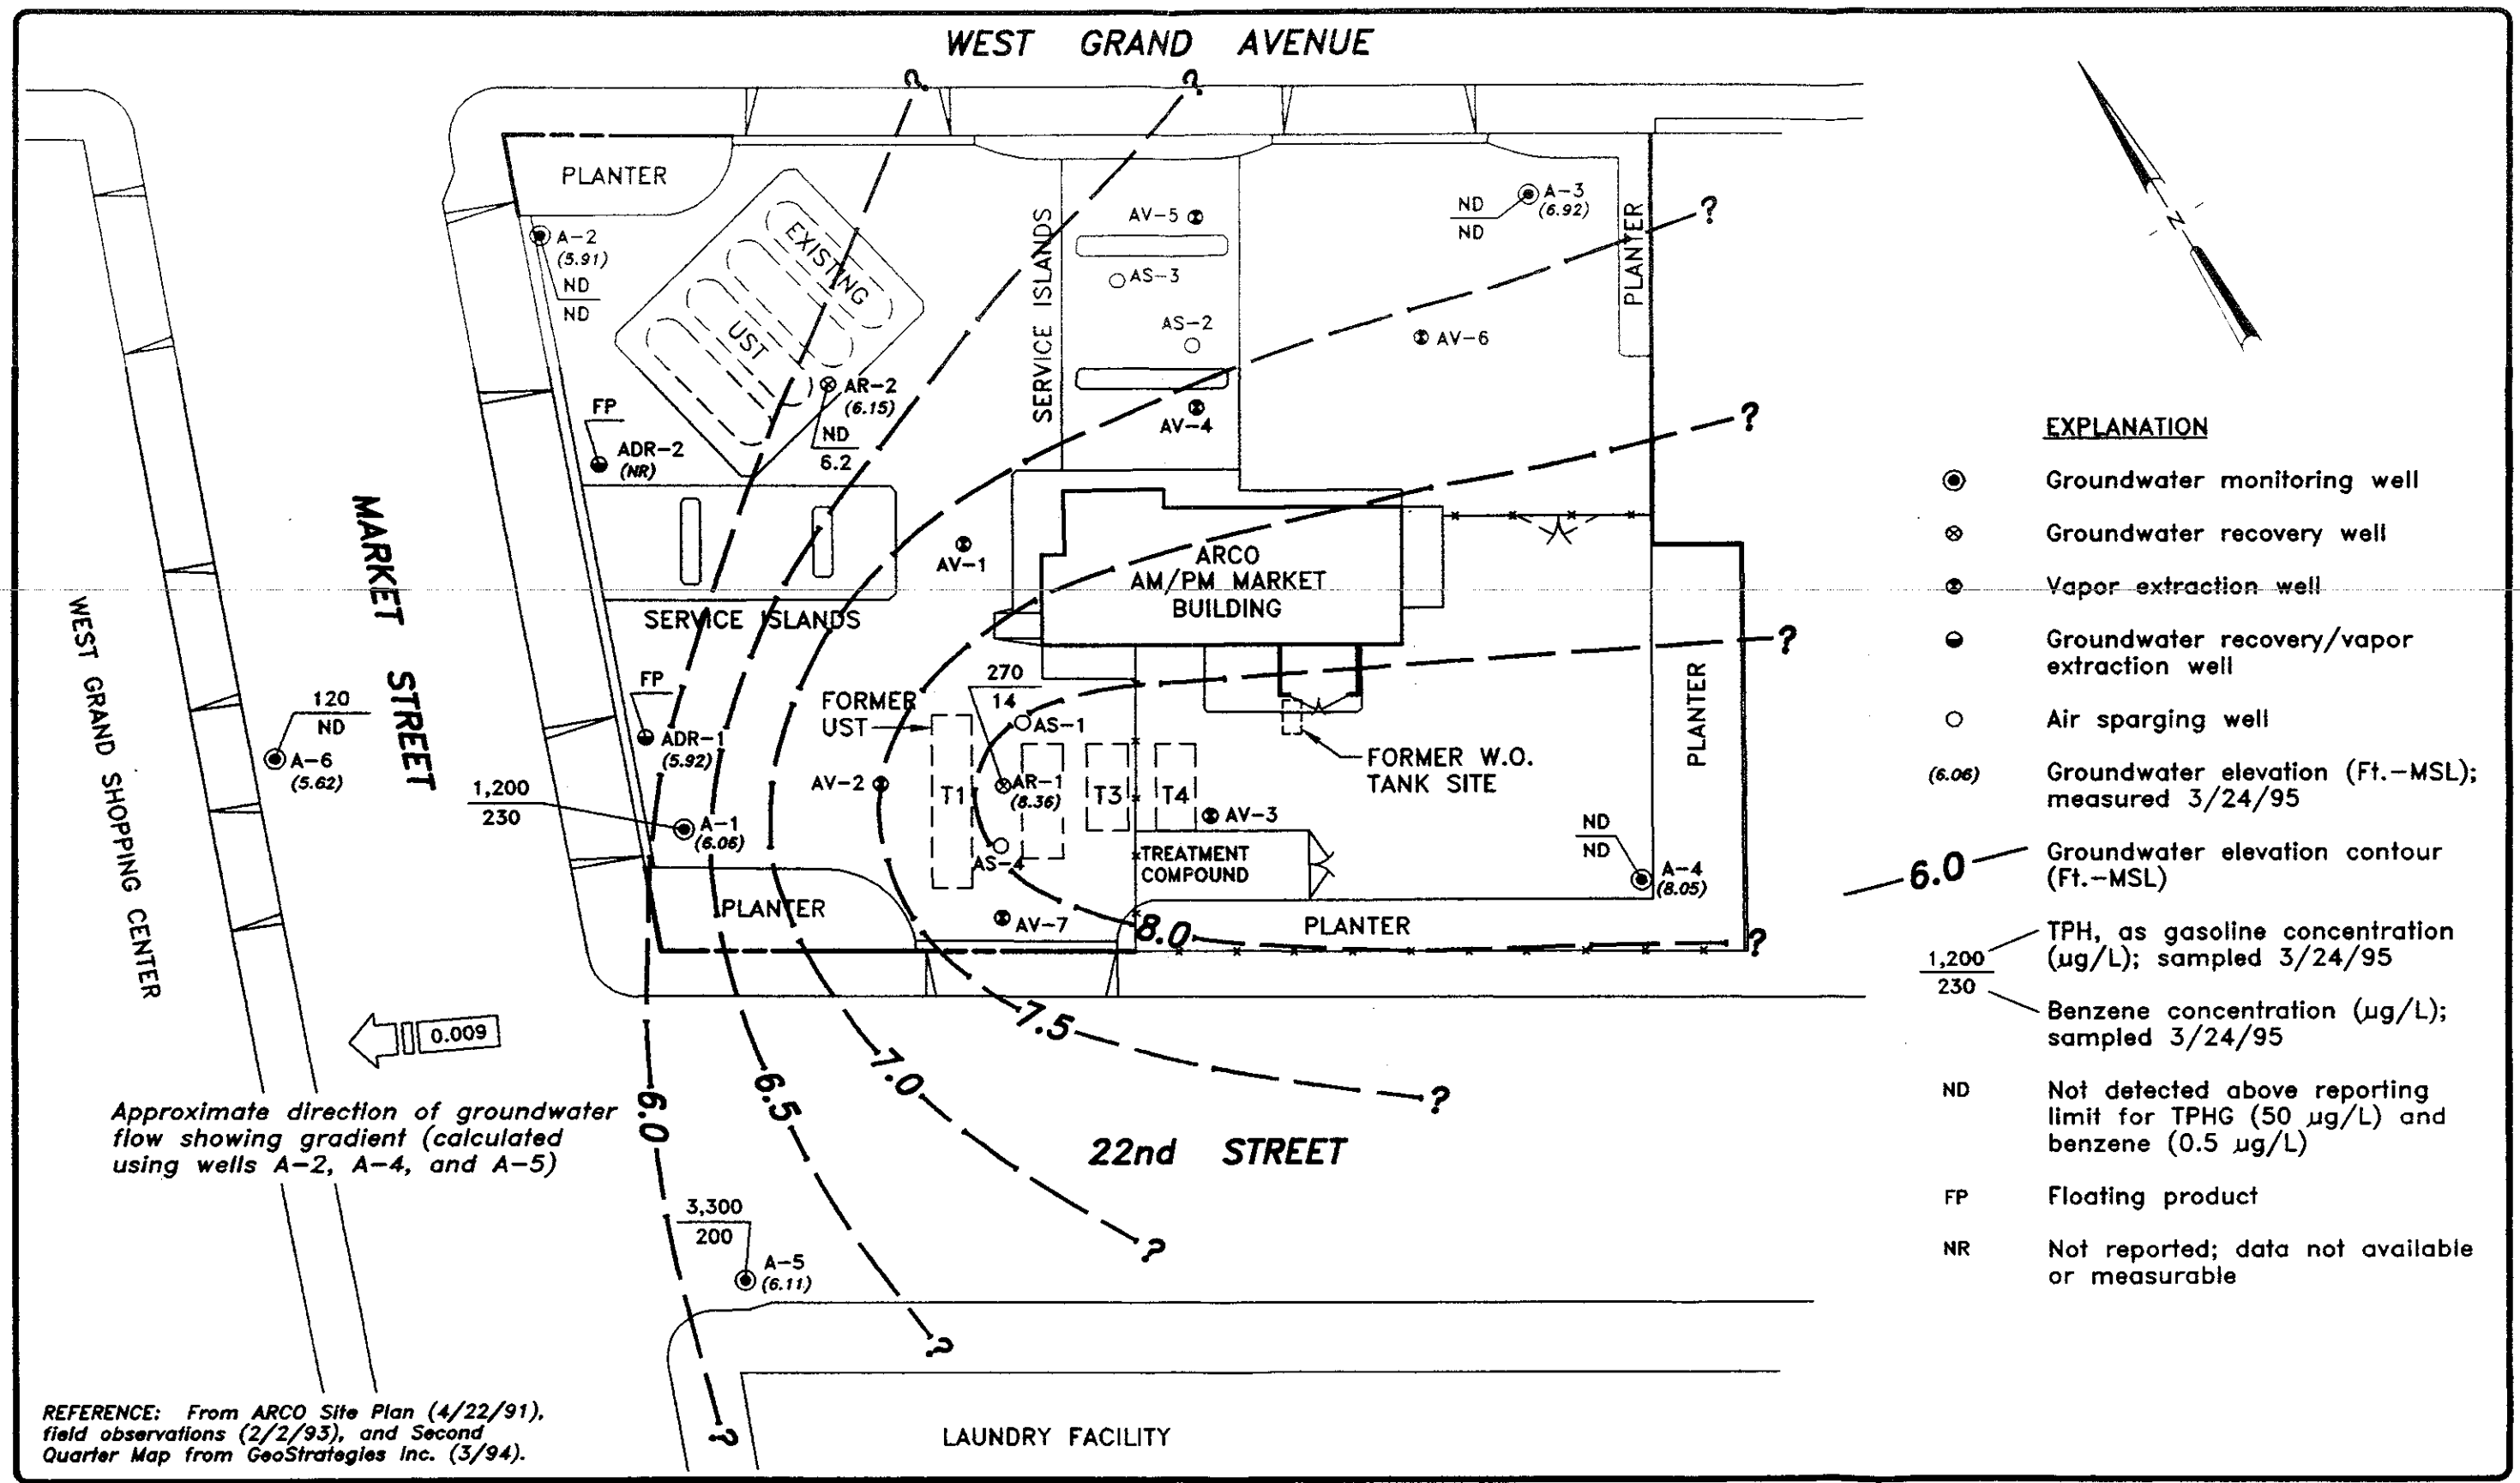 WEST GRAND AVENUE
?
?
PLANTER
EXISTING
UST
SERVICE ISLANDS
AV-5
AS-3
AS-2
AV-4
ND
ND
A-3
(6.92)
PLANTER
?
AV-6
A-2
(5.91)
ND
ND
AR-2
(6.15)
ND
6.2
FP
ADR-2
(NR)
?
N
MARKET STREET
WEST GRAND SHOPPING CENTER
AV-1
ARCO
AM/PM MARKET
BUILDING
SERVICE ISLANDS
?
PLANTER
120
ND
A-6
(5.62)
FP
ADR-1
(5.92)
1,200
230
A-1
(6.06)
FORMER
UST
270
14
AS-1
AV-2
T1
AR-1
(8.36)
T3
T4
AV-3
FORMER W.O.
TANK SITE
AS-4
TREATMENT
COMPOUND
ND
ND
A-4
(8.05)
PLANTER
AV-7
8.0
PLANTER
?
7.5
?
7.0
6.5
6.0
0.009
Approximate direction of groundwater
flow showing gradient (calculated
using wells A-2, A-4, and A-5)
22nd STREET
3,300
200
A-5
(6.11)
?
?
?
LAUNDRY FACILITY
REFERENCE: From ARCO Site Plan (4/22/91),
field observations (2/2/93), and Second
Quarter Map from GeoStrategies Inc. (3/94).
EXPLANATION
Groundwater monitoring well
Groundwater recovery well
Vapor extraction well
Groundwater recovery/vapor
extraction well
Air sparging well
(6.06)
Groundwater elevation (Ft.-MSL);
measured 3/24/95
6.0
Groundwater elevation contour
(Ft.-MSL)
1,200
230
TPH, as gasoline concentration
(µg/L); sampled 3/24/95
Benzene concentration (µg/L);
sampled 3/24/95
ND
Not detected above reporting
limit for TPHG (50 µg/L) and
benzene (0.5 µg/L)
FP
Floating product
NR
Not reported; data not available
or measurable